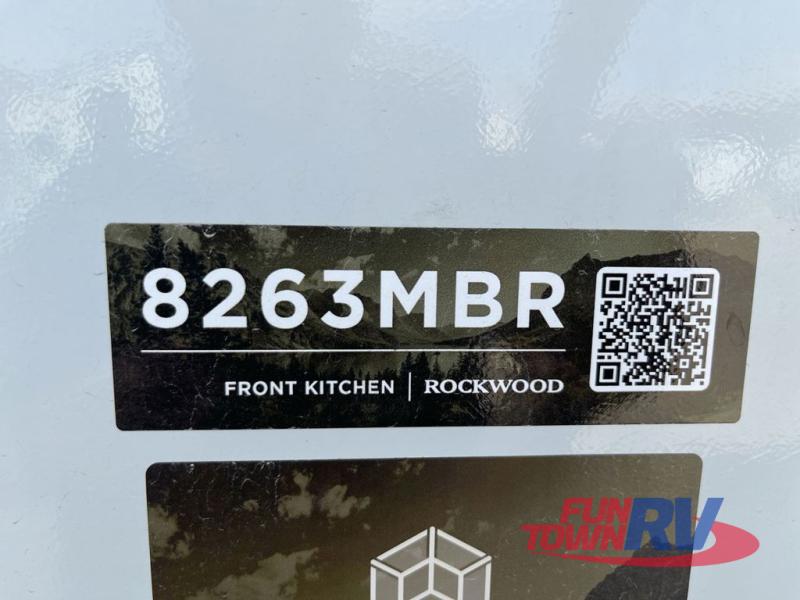 8263MBR
FRONT KITCHEN | ROCKWOOD
FUN
TOWN RV